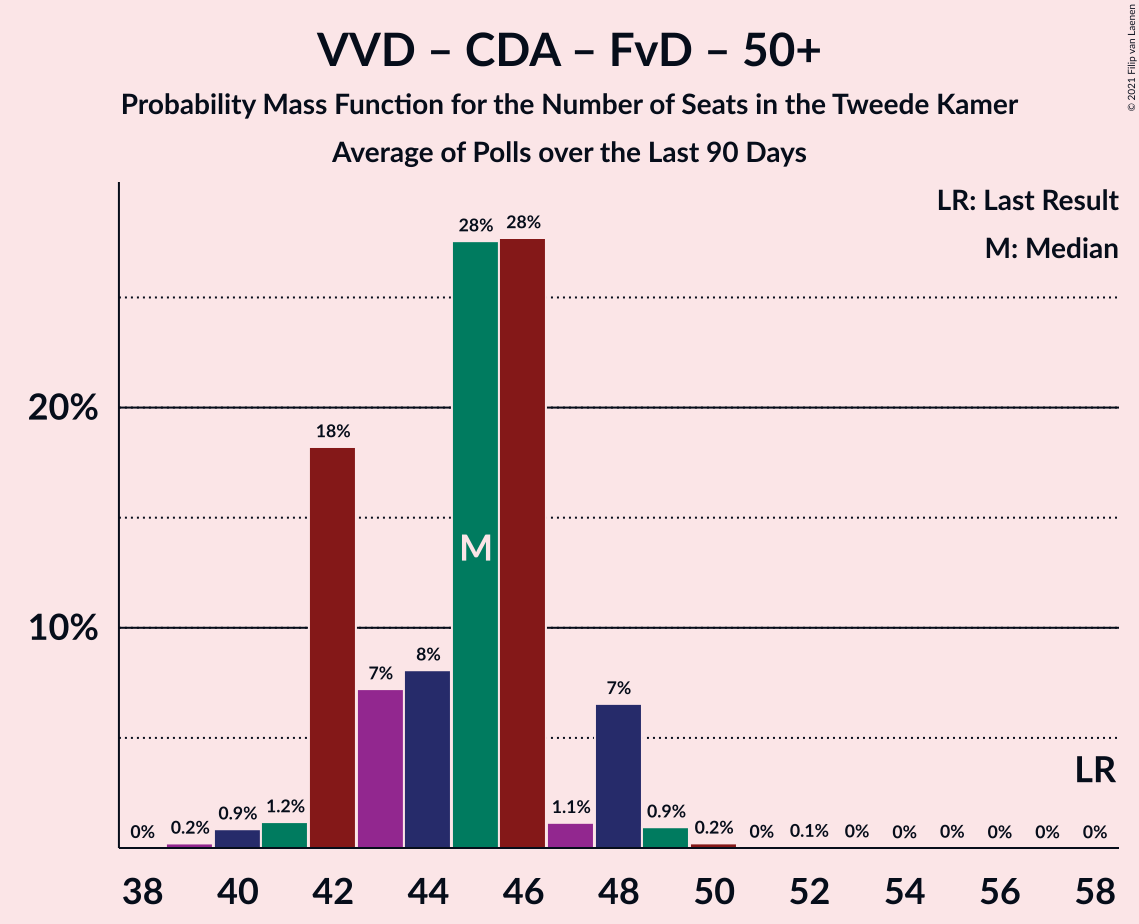 VVD – CDA – FvD – 50+
Probability Mass Function for the Number of Seats in the Tweede Kamer
Average of Polls over the Last 90 Days
© 2021 Filip van Laenen
LR: Last Result
M: Median
20%
10%
0%
0.2%
0.9%
1.2%
18%
7%
8%
28%
28%
1.1%
7%
0.9%
0.2%
0%
0.1%
0%
0%
0%
0%
0%
0%
M
LR
38 40 42 44 46 48 50 52 54 56 58